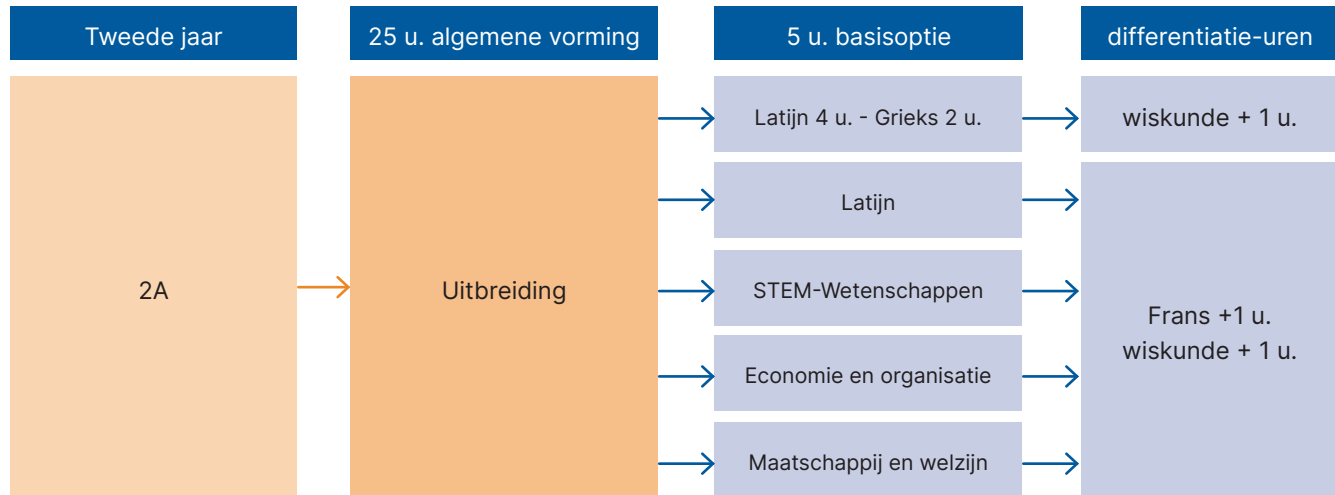 Tweede jaar
25 u. algemene vorming
5 u. basisoptie
differentiatie-uren
2A
Uitbreiding
Latijn 4 u. - Grieks 2 u.
wiskunde + 1 u.
Latijn
STEM-Wetenschappen
Economie en organisatie
Maatschappij en welzijn
Frans +1 u.
wiskunde + 1 u.